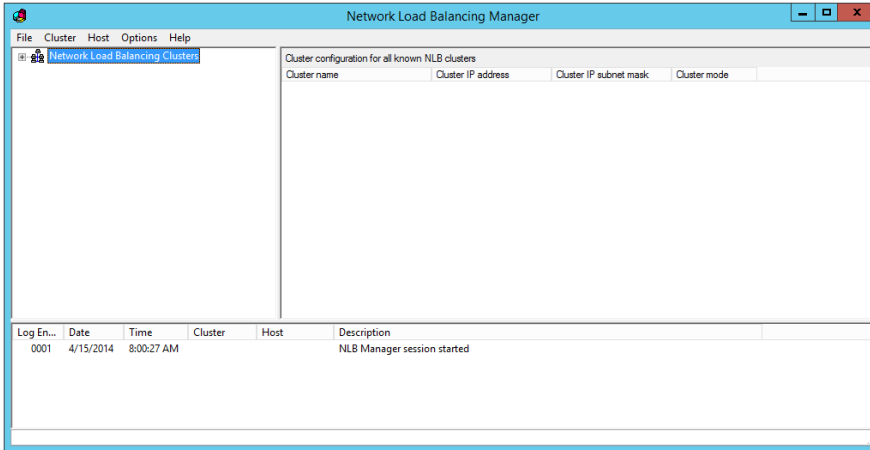 Network Load Balancing Manager
File Cluster Host Options Help
Network Load Balancing Clusters
Cluster configuration for all known NLB clusters
Cluster name Cluster IP address Cluster IP subnet mask Cluster mode
Log En... Date Time Cluster Host Description
0001 4/15/2014 8:00:27 AM NLB Manager session started